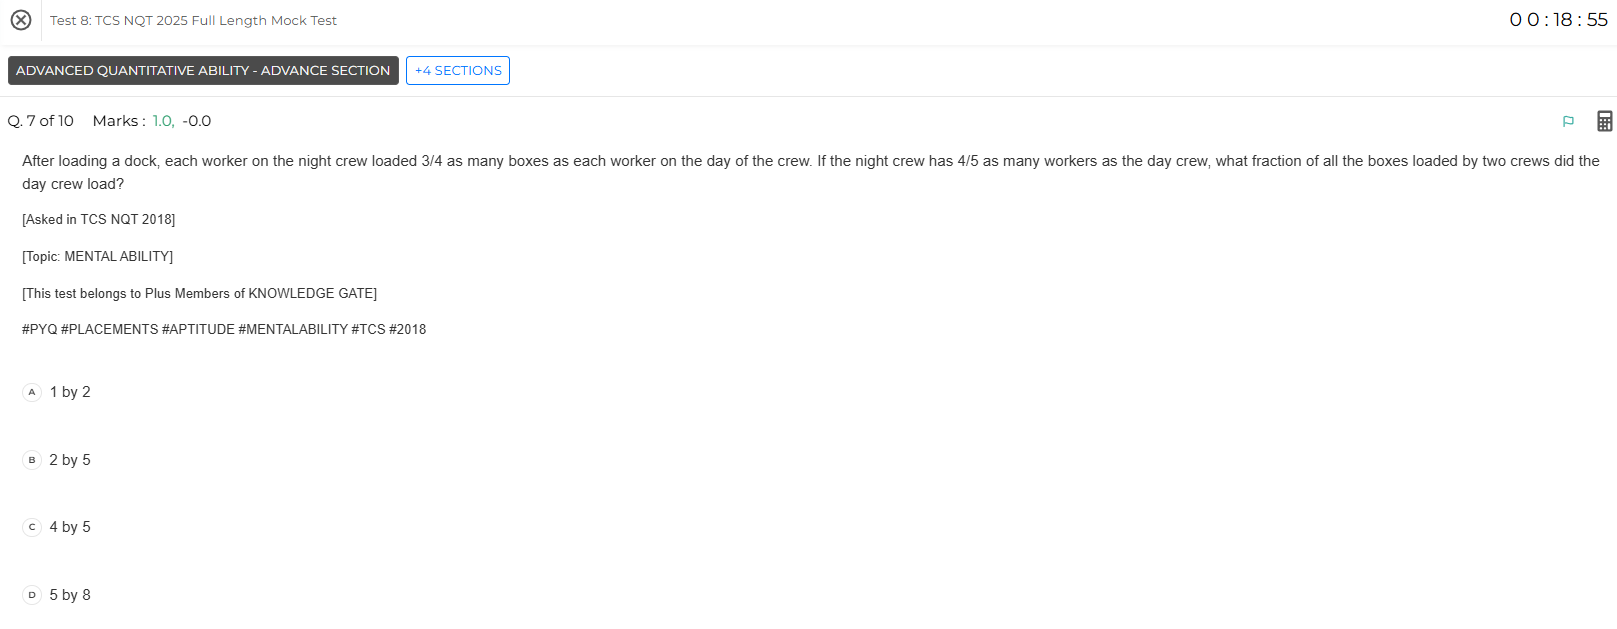 Test 8: TCS NQT 2025 Full Length Mock Test
0 0 : 18 : 55
ADVANCED QUANTITATIVE ABILITY - ADVANCE SECTION
+4 SECTIONS
Q. 7 of 10 Marks : 1.0, -0.0
After loading a dock, each worker on the night crew loaded 3/4 as many boxes as each worker on the day of the crew. If the night crew has 4/5 as many workers as the day crew, what fraction of all the boxes loaded by two crews did the
day crew load?
[Asked in TCS NQT 2018]
[Topic: MENTAL ABILITY]
[This test belongs to Plus Members of KNOWLEDGE GATE]
#PYQ #PLACEMENTS #APTITUDE #MENTALABILITY #TCS #2018
A 1 by 2
B 2 by 5
C 4 by 5
D 5 by 8